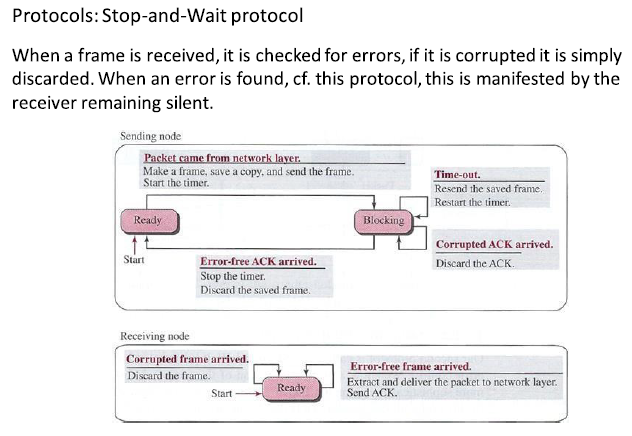 Protocols: Stop-and-Wait protocol
When a frame is received, it is checked for errors, if it is corrupted it is simply
discarded. When an error is found, cf. this protocol, this is manifested by the
receiver remaining silent.
Sending node
Packet came from network layer.
Make a frame, save a copy, and send the frame.
Start the timer.
Time-out.
Resend the saved frame.
Restart the timer.
Ready
Blocking
Start
Error-free ACK arrived.
Stop the timer.
Discard the saved frame.
Corrupted ACK arrived.
Discard the ACK.
Receiving node
Corrupted frame arrived.
Discard the frame.
Start
Ready
Error-free frame arrived.
Extract and deliver the packet to network layer.
Send ACK.